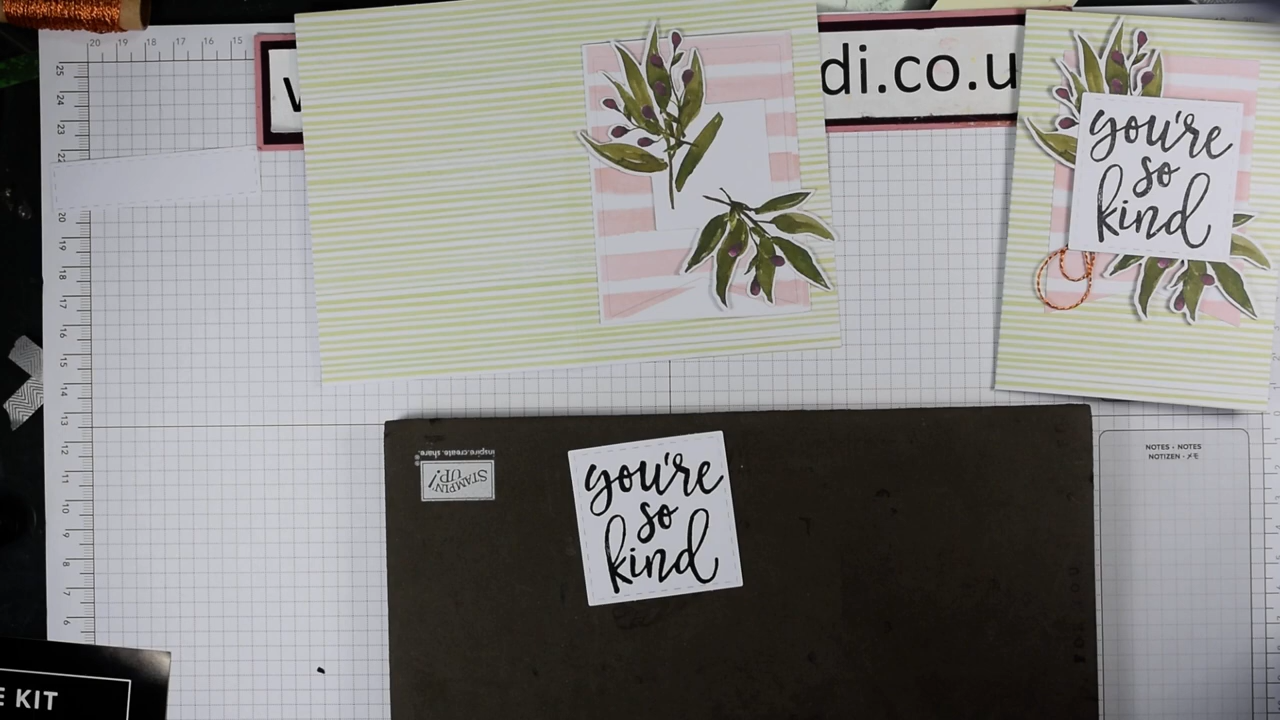 20 19 18 17 16 15
di.co.u
you're
so
kind
25
24
23
22
20
19
18
17
16
15
14
13
12
11
10
9
8
7
6
inspire.create.share.
STAMPIN'
UP!
you're
so
kind
NOTES • NOTES
NOTIZEN • メモ
E KIT